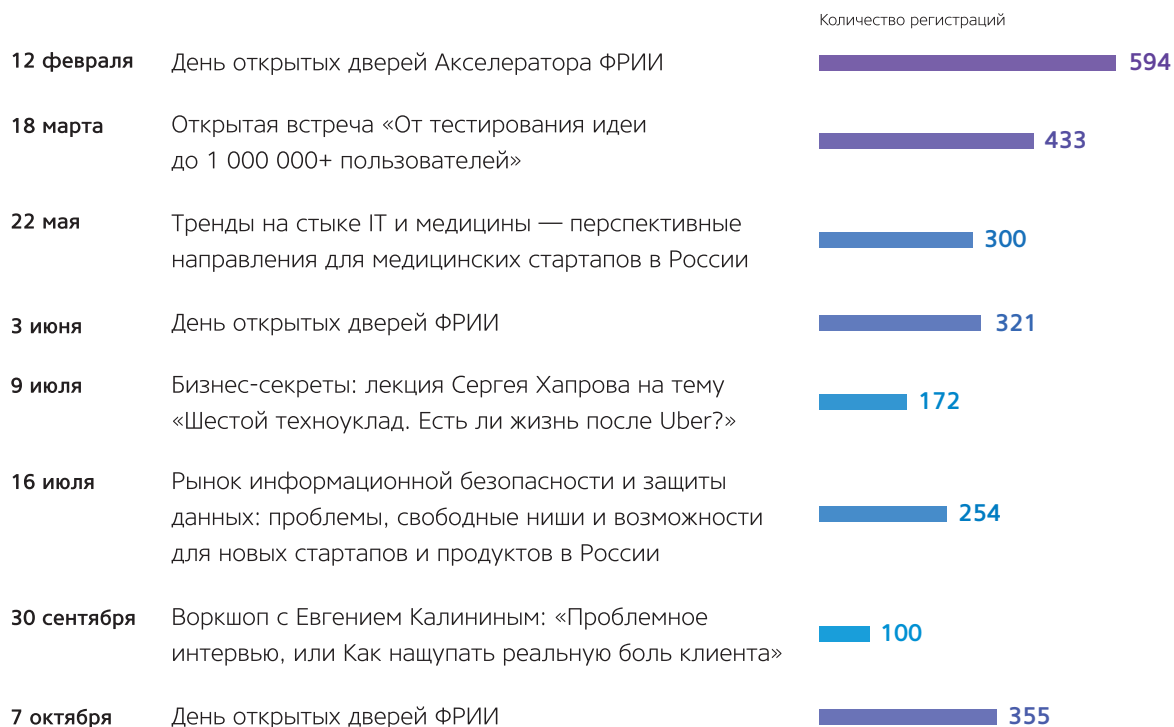 Количество регистраций
12 февраля День открытых дверей Акселератора ФРИИ 594
18 марта Открытая встреча «От тестирования идеи
до 1 000 000+ пользователей» 433
22 мая Тренды на стыке IT и медицины — перспективные
направления для медицинских стартапов в России 300
3 июня День открытых дверей ФРИИ 321
9 июля Бизнес-секреты: лекция Сергея Хапрова на тему
«Шестой техноуклад. Есть ли жизнь после Uber?» 172
16 июля Рынок информационной безопасности и защиты
данных: проблемы, свободные ниши и возможности 254
для новых стартапов и продуктов в России
30 сентября Воркшоп с Евгением Калининым: «Проблемное
интервью, или Как нащупать реальную боль клиента» 100
7 октября День открытых дверей ФРИИ 355